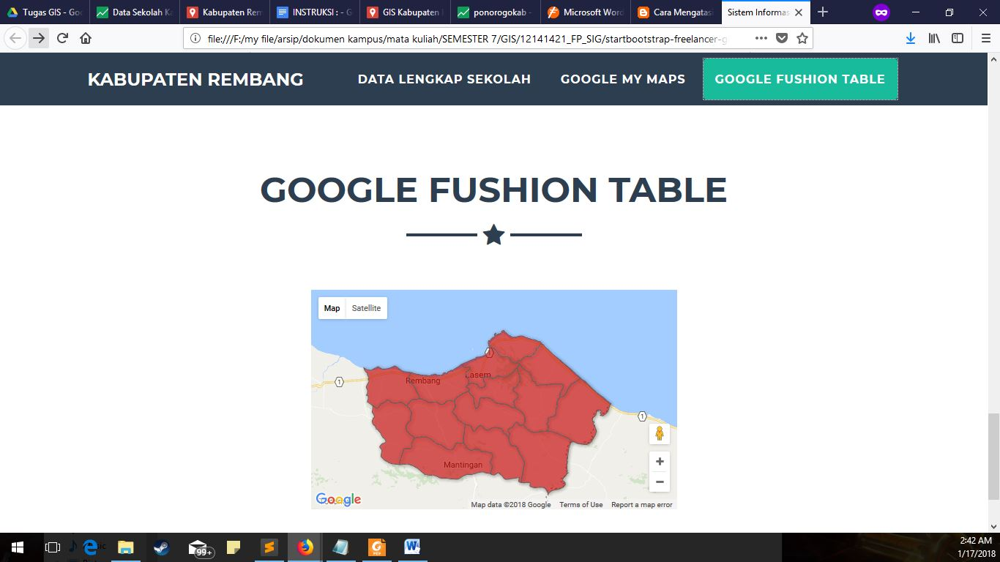 Tugas GIS - Goo
Data Sekolah Ka
Kabupaten Rem
INSTRUKSI : - G
GIS Kabupaten
ponorogokab -
Microsoft Word
Cara Mengatasi
Sistem Informas
file:///F:/my file/arsip/dokumen kampus/mata kuliah/SEMESTER 7/GIS/12141421_FP_SIG/startbootstrap-freelancer-g
KABUPATEN REMBANG
DATA LENGKAP SEKOLAH
GOOGLE MY MAPS
GOOGLE FUSHION TABLE
GOOGLE FUSHION TABLE
Map
Satellite
1
Lasem
Rembang
1
1
Mantingan
Google
Map data ©2018 Google
Terms of Use
Report a map error
99+
PDF
2:42 AM
1/17/2018